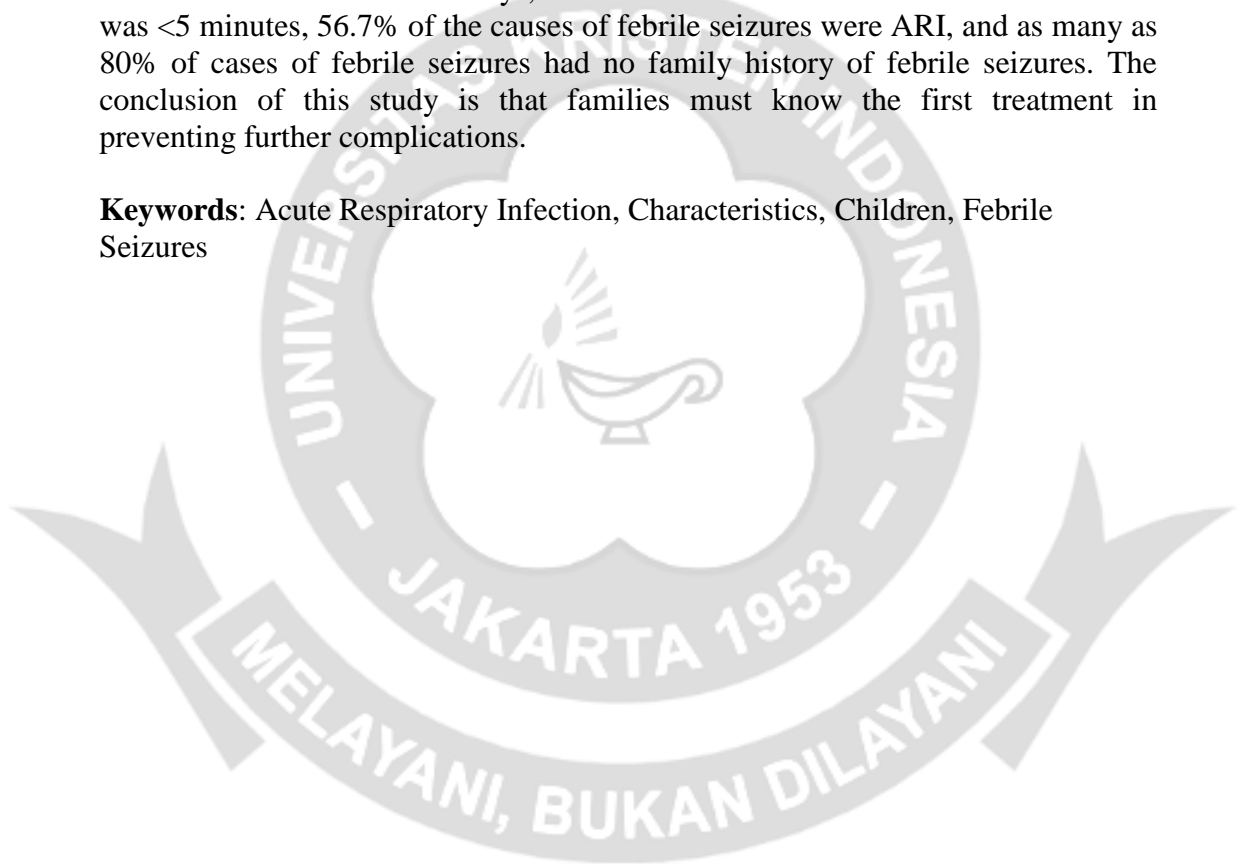 was <5 minutes, 56.7% of the causes of febrile seizures were ARI, and as many as
80% of cases of febrile seizures had no family history of febrile seizures. The
conclusion of this study is that families must know the first treatment in
preventing further complications.
Keywords: Acute Respiratory Infection, Characteristics, Children, Febrile
Seizures
UNIVERSITAS KRISTEN INDONESIA
JAKARTA 1953
MELAYANI, BUKAN DILAYANI